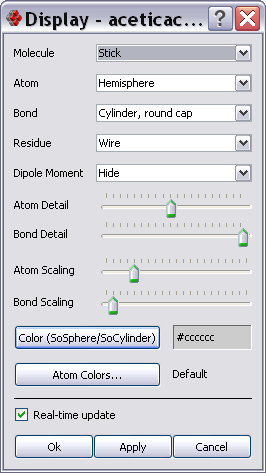 Display - aceticac...
Molecule Stick
Atom Hemisphere
Bond Cylinder, round cap
Residue Wire
Dipole Moment Hide
Atom Detail
Bond Detail
Atom Scaling
Bond Scaling
Color (SoSphere/SoCylinder) #cccccc
Atom Colors... Default
Real-time update
Ok Apply Cancel